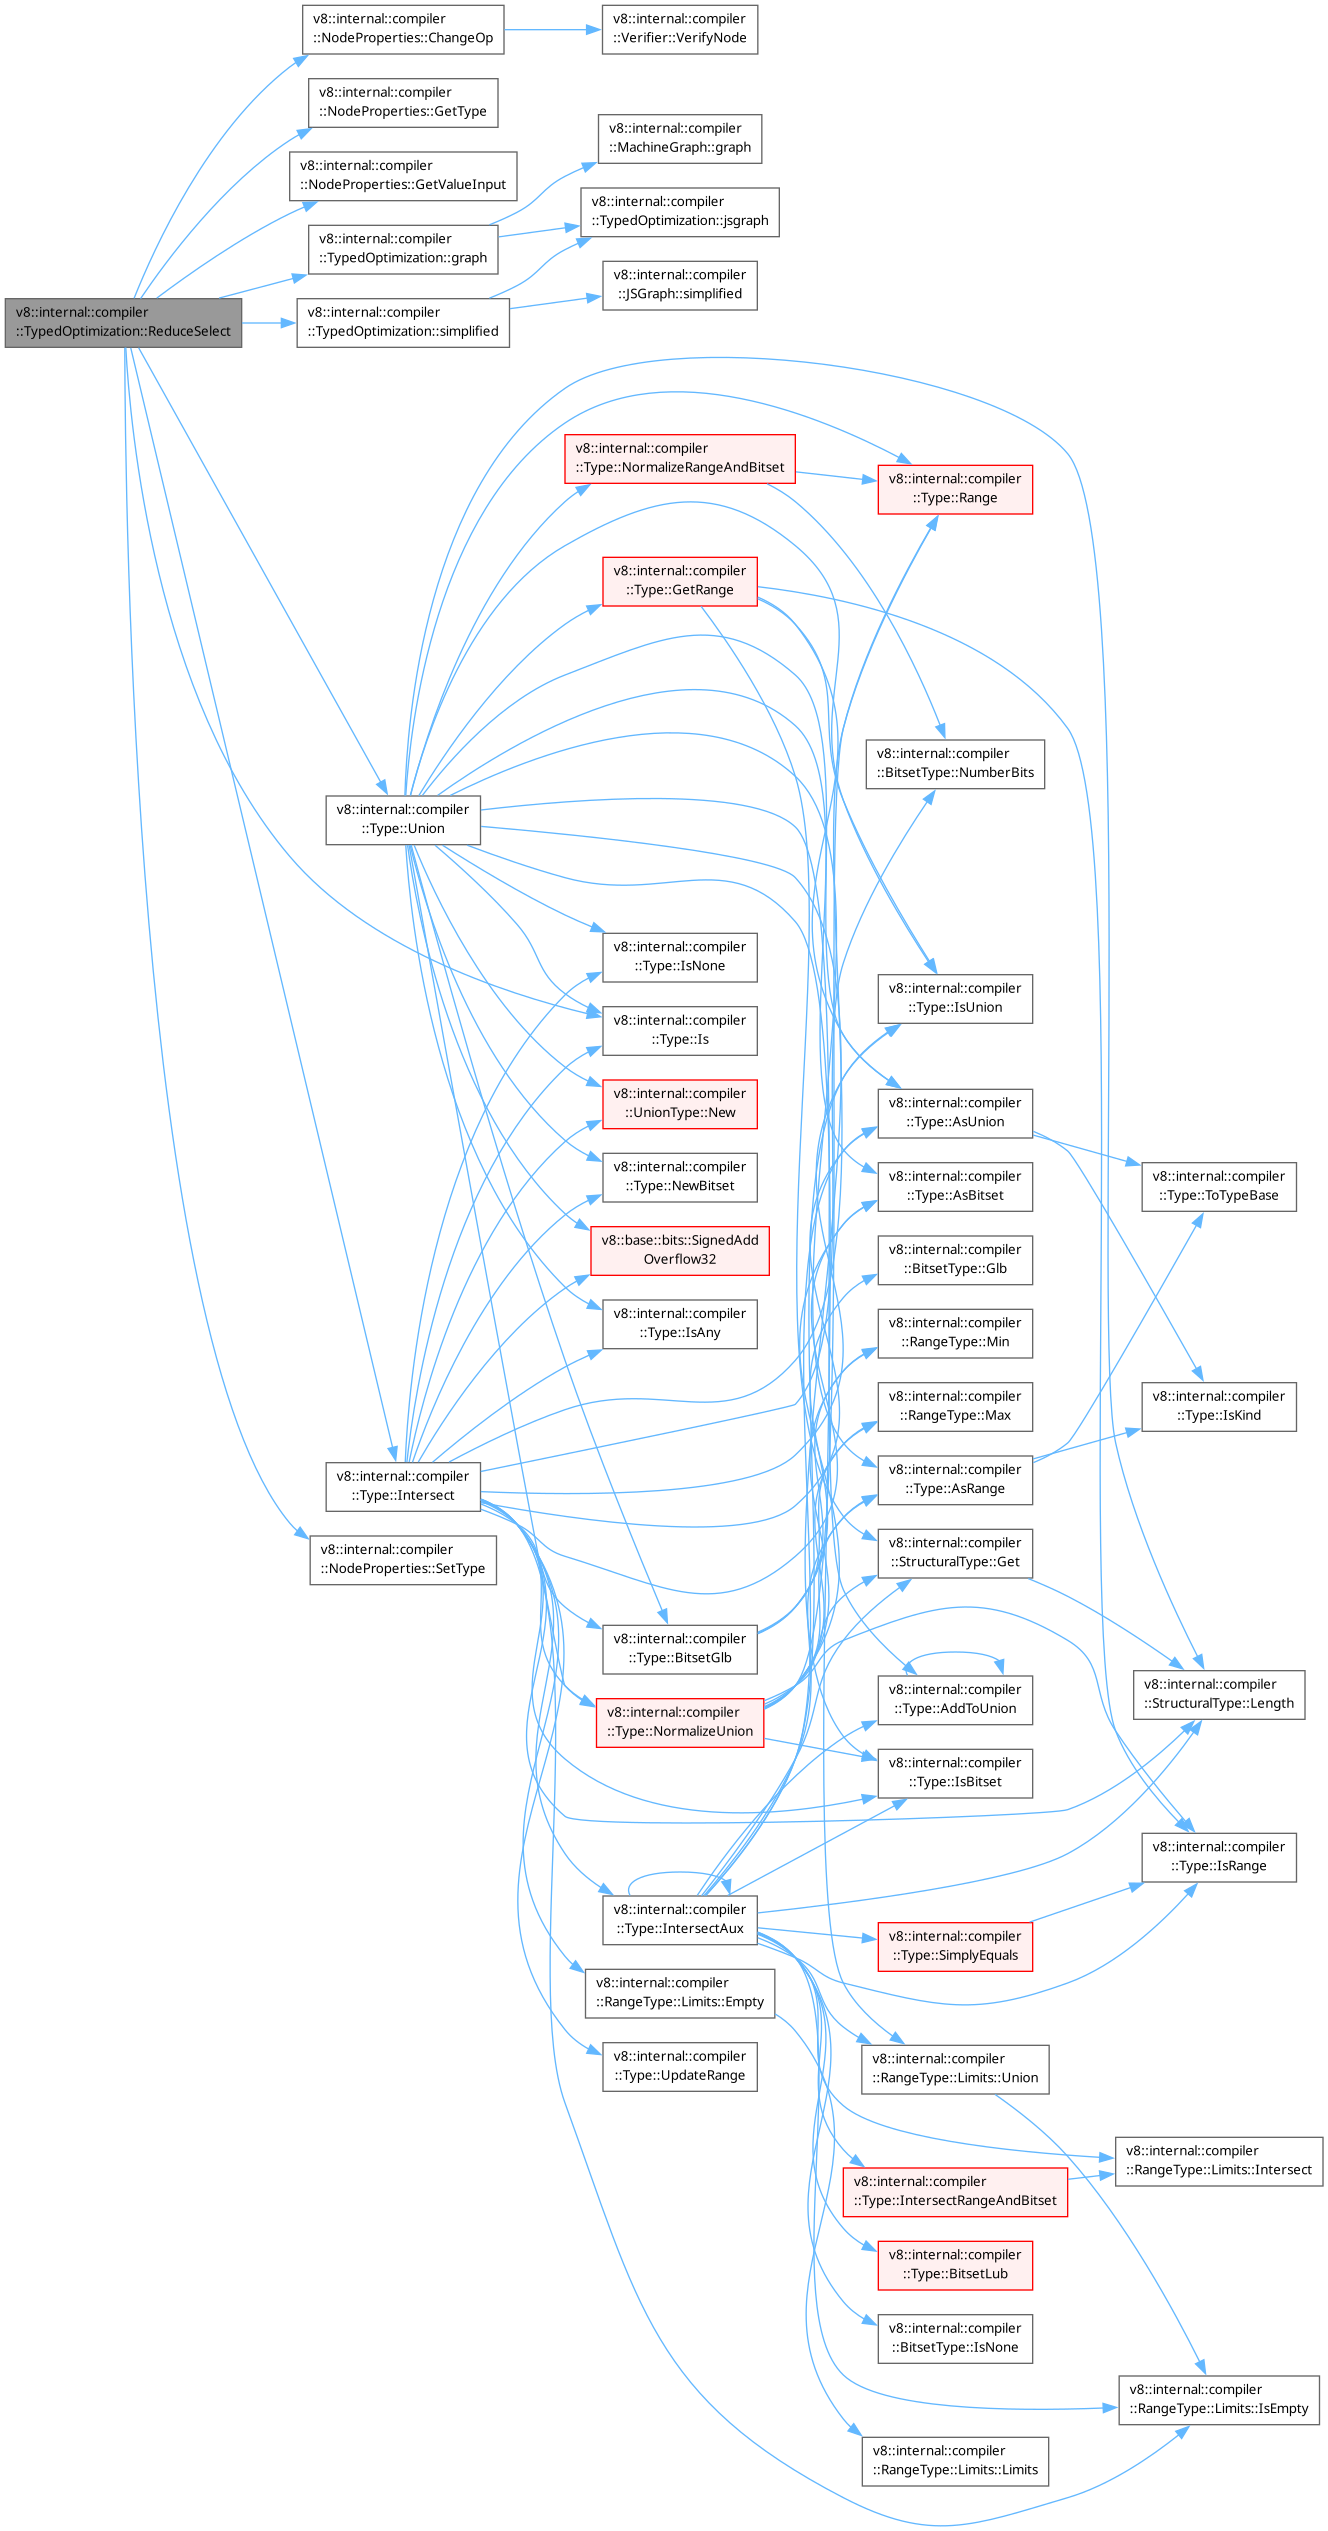 v8::internal::compiler
::NodeProperties::ChangeOp
v8::internal::compiler
::Verifier::VerifyNode
v8::internal::compiler
::NodeProperties::GetType
v8::internal::compiler
::MachineGraph::graph
v8::internal::compiler
::NodeProperties::GetValueInput
v8::internal::compiler
::TypedOptimization::jsgraph
v8::internal::compiler
::TypedOptimization::graph
v8::internal::compiler
::JSGraph::simplified
v8::internal::compiler
::TypedOptimization::ReduceSelect
v8::internal::compiler
::TypedOptimization::simplified
v8::internal::compiler
::Type::NormalizeRangeAndBitset
v8::internal::compiler
::Type::Range
v8::internal::compiler
::Type::GetRange
v8::internal::compiler
::BitsetType::NumberBits
v8::internal::compiler
::Type::Union
v8::internal::compiler
::Type::IsNone
v8::internal::compiler
::Type::IsUnion
v8::internal::compiler
::Type::Is
v8::internal::compiler
::UnionType::New
v8::internal::compiler
::Type::AsUnion
v8::internal::compiler
::Type::NewBitset
v8::internal::compiler
::Type::AsBitset
v8::internal::compiler
::Type::ToTypeBase
v8::base::bits::SignedAdd
Overflow32
v8::internal::compiler
::BitsetType::Glb
v8::internal::compiler
::Type::IsAny
v8::internal::compiler
::RangeType::Min
v8::internal::compiler
::RangeType::Max
v8::internal::compiler
::Type::IsKind
v8::internal::compiler
::Type::Intersect
v8::internal::compiler
::Type::AsRange
v8::internal::compiler
::NodeProperties::SetType
v8::internal::compiler
::StructuralType::Get
v8::internal::compiler
::Type::BitsetGlb
v8::internal::compiler
::Type::AddToUnion
v8::internal::compiler
::StructuralType::Length
v8::internal::compiler
::Type::NormalizeUnion
v8::internal::compiler
::Type::IsBitset
v8::internal::compiler
::Type::IsRange
v8::internal::compiler
::Type::IntersectAux
v8::internal::compiler
::Type::SimplyEquals
v8::internal::compiler
::RangeType::Limits::Empty
v8::internal::compiler
::Type::UpdateRange
v8::internal::compiler
::RangeType::Limits::Union
v8::internal::compiler
::RangeType::Limits::Intersect
v8::internal::compiler
::Type::IntersectRangeAndBitset
v8::internal::compiler
::Type::BitsetLub
v8::internal::compiler
::BitsetType::IsNone
v8::internal::compiler
::RangeType::Limits::IsEmpty
v8::internal::compiler
::RangeType::Limits::Limits